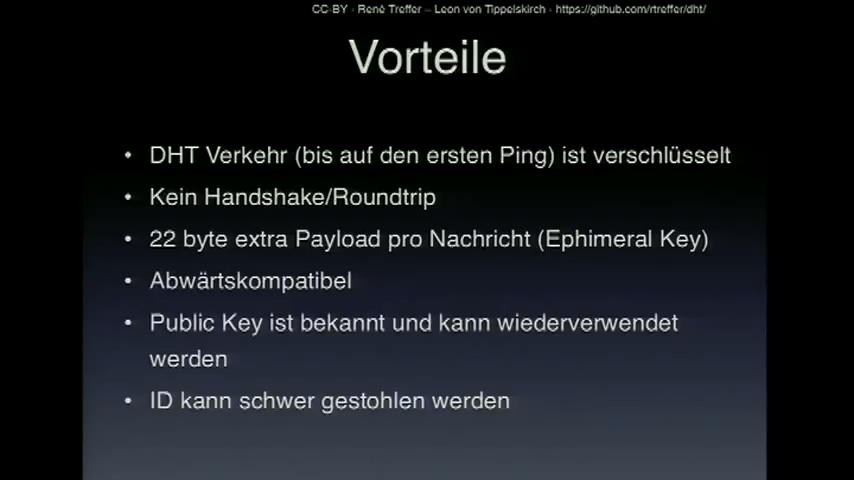 CC-BY - René Treffer – Leon von Tippelskirch - https://github.com/rtreffer/dht/
Vorteile
• DHT Verkehr (bis auf den ersten Ping) ist verschlüsselt
• Kein Handshake/Roundtrip
• 22 byte extra Payload pro Nachricht (Ephimeral Key)
• Abwärtskompatibel
• Public Key ist bekannt und kann wiederverwendet
werden
• ID kann schwer gestohlen werden